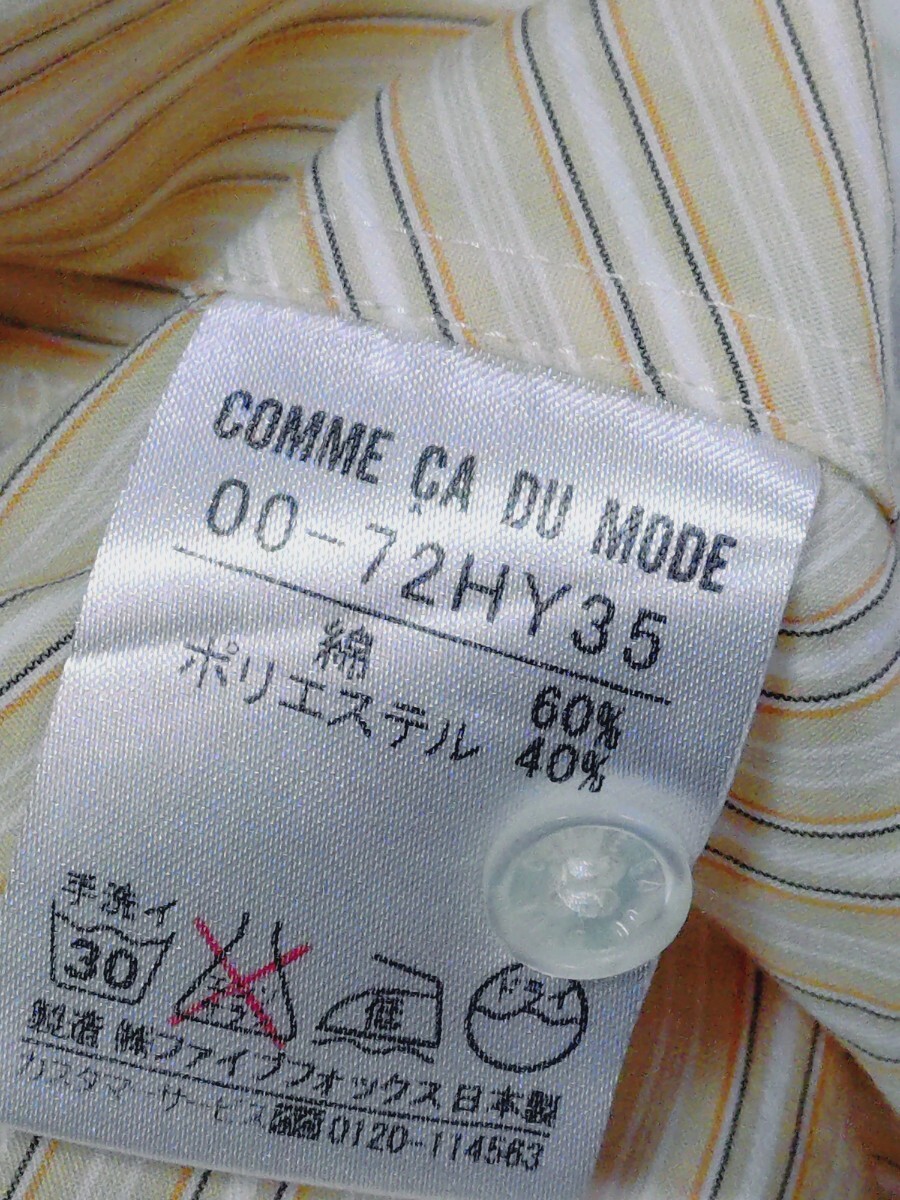 COMME ÇA DU MODE
00-72HY35
綿 60%
ポリエステル 40%
手洗イ
30
低
ドライ
製造 ㈱ファイブフォックス 日本製
カスタマーサービス 0120-114563